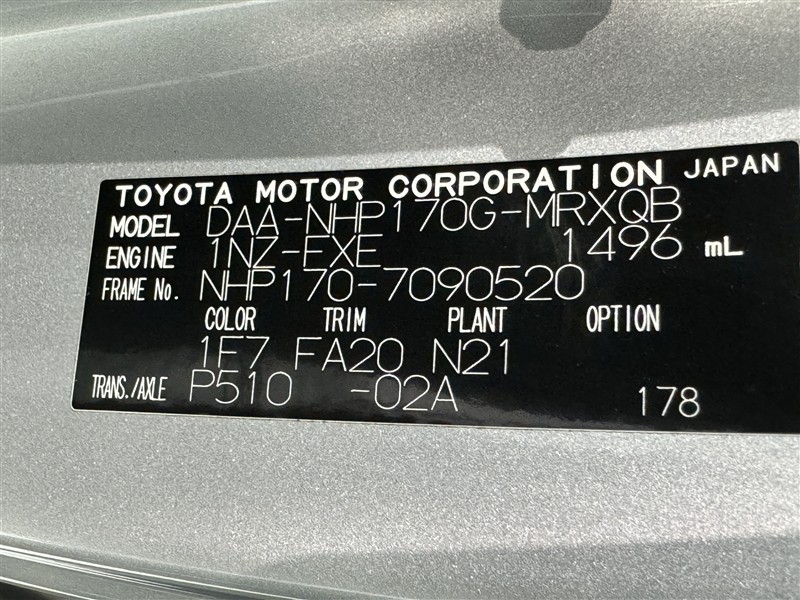 TOYOTA MOTOR CORPORATION JAPAN
MODEL DAA-NHP170G-MRXQB
ENGINE 1NZ-FXE 1496 mL
FRAME No. NHP170-7090520
COLOR TRIM PLANT OPTION
1F7 FA20 N21
TRANS./AXLE P510 -02A 178